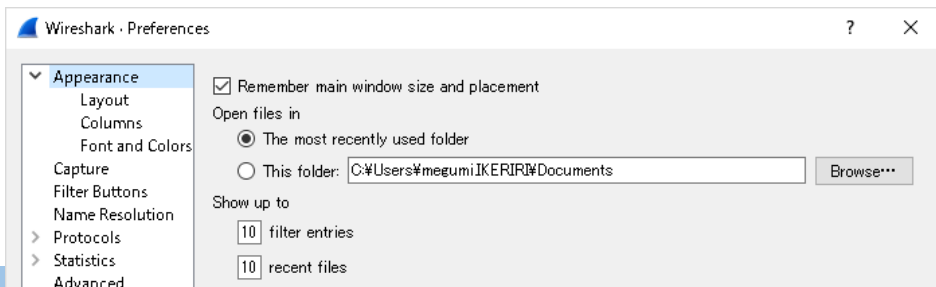 Wireshark · Preferences
?
Appearance
Layout
Columns
Font and Colors
Capture
Filter Buttons
Name Resolution
Protocols
Statistics
Advanced
Remember main window size and placement
Open files in
The most recently used folder
This folder: C:¥Users¥megumi.IKERIRI¥Documents Browse…
Show up to
10 filter entries
10 recent files